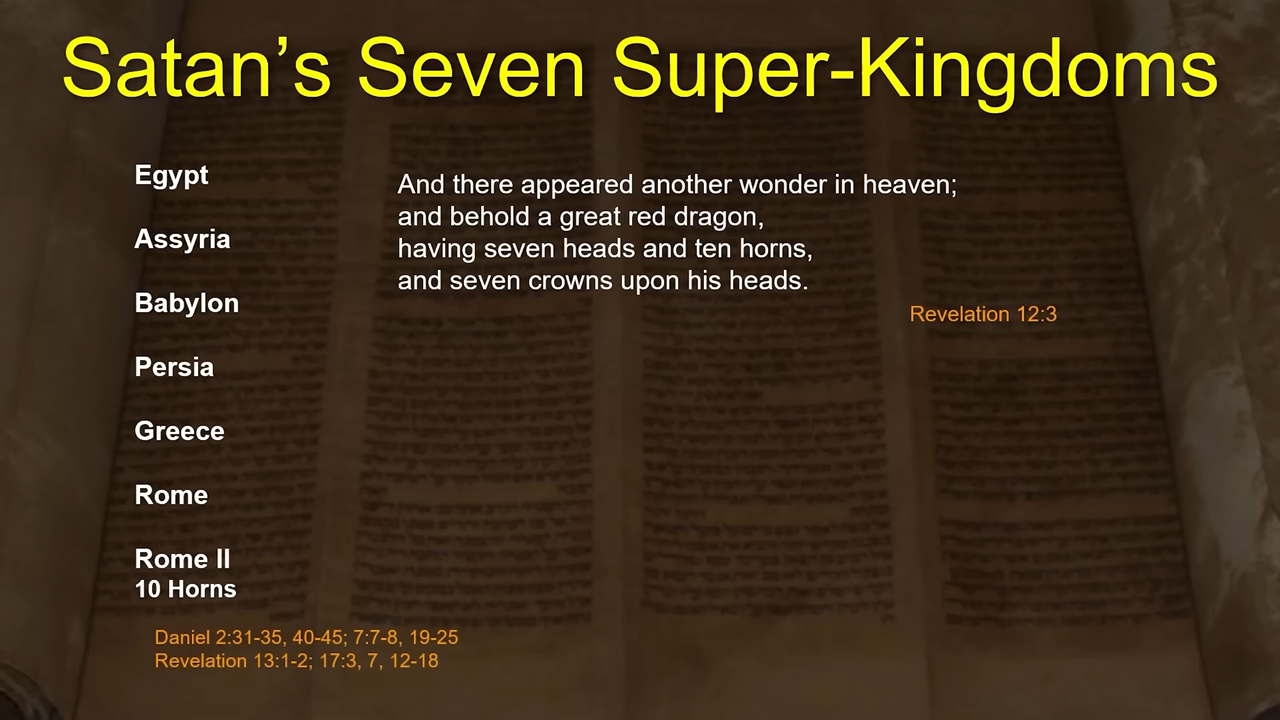 Satan’s Seven Super-Kingdoms
Egypt
Assyria
Babylon
Persia
Greece
Rome
Rome II
10 Horns
And there appeared another wonder in heaven;
and behold a great red dragon,
having seven heads and ten horns,
and seven crowns upon his heads.
Revelation 12:3
Daniel 2:31-35, 40-45; 7:7-8, 19-25
Revelation 13:1-2; 17:3, 7, 12-18